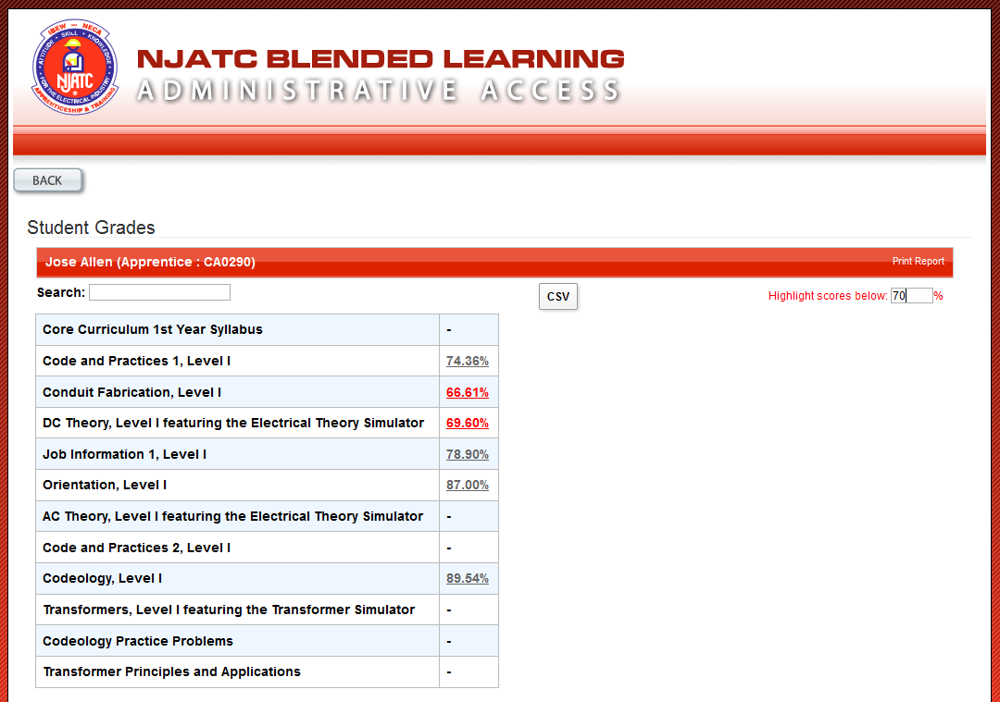 IBEW — NECA
ATTITUDE • SKILL • KNOWLEDGE
NJATC
FOR THE ELECTRICAL INDUSTRY
APPRENTICESHIP & TRAINING
NJATC BLENDED LEARNING
ADMINISTRATIVE ACCESS
BACK
Student Grades
Jose Allen (Apprentice : CA0290) Print Report
Search: CSV Highlight scores below: 70 %
Core Curriculum 1st Year Syllabus -
Code and Practices 1, Level I 74.36%
Conduit Fabrication, Level I 66.61%
DC Theory, Level I featuring the Electrical Theory Simulator 69.60%
Job Information 1, Level I 78.90%
Orientation, Level I 87.00%
AC Theory, Level I featuring the Electrical Theory Simulator -
Code and Practices 2, Level I -
Codeology, Level I 89.54%
Transformers, Level I featuring the Transformer Simulator -
Codeology Practice Problems -
Transformer Principles and Applications -